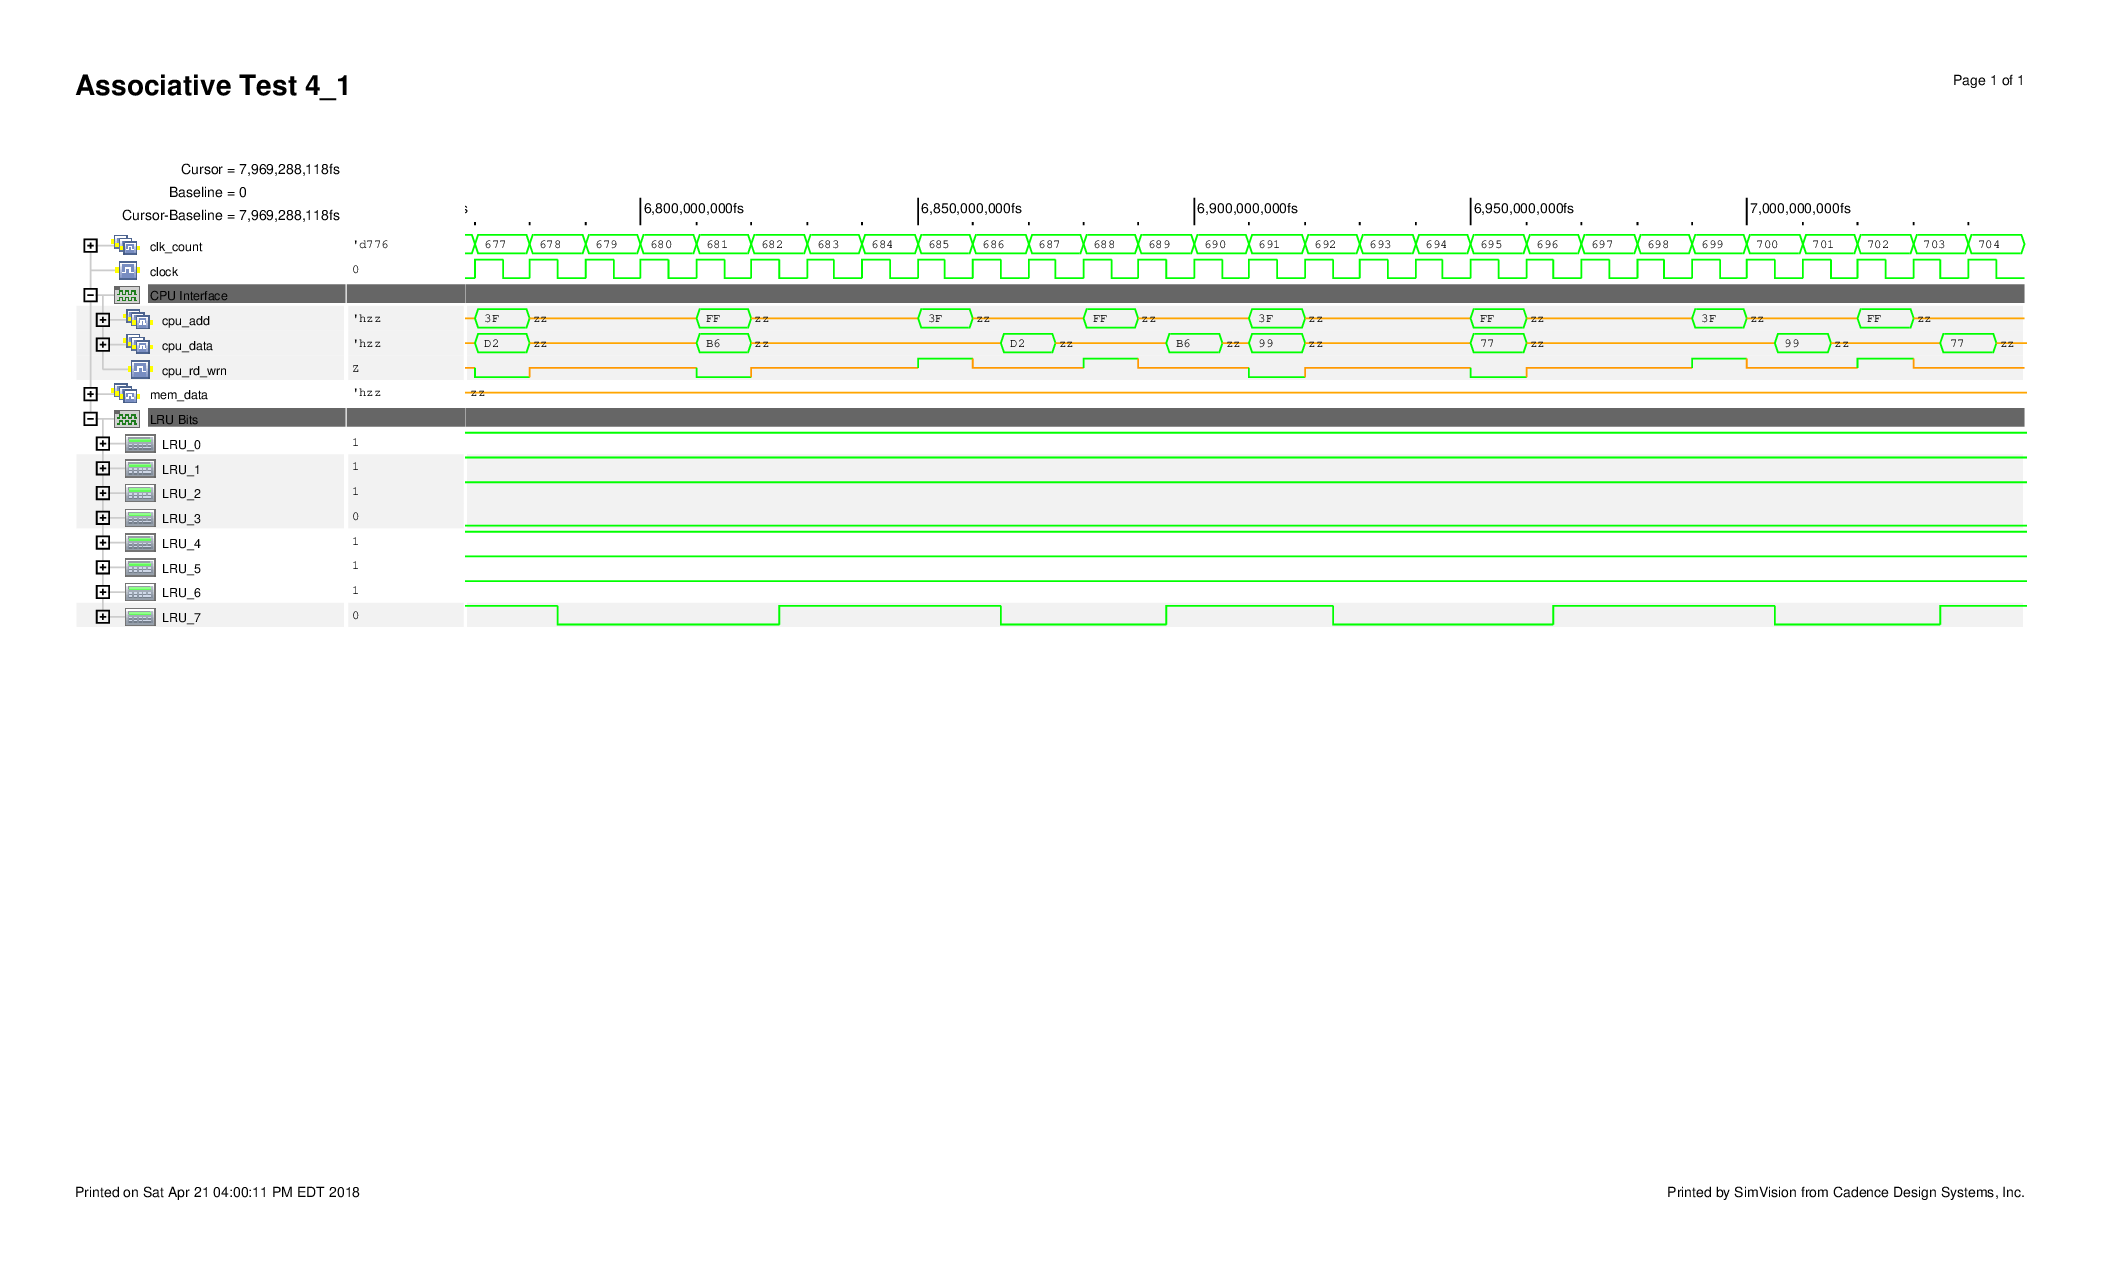 Associative Test 4_1
Page 1 of 1
Cursor = 7,969,288,118fs
Baseline = 0
Cursor-Baseline = 7,969,288,118fs
s 6,800,000,000fs 6,850,000,000fs 6,900,000,000fs 6,950,000,000fs 7,000,000,000fs
clk_count 'd776 677 678 679 680 681 682 683 684 685 686 687 688 689 690 691 692 693 694 695 696 697 698 699 700 701 702 703 704
clock 0
CPU Interface
cpu_add 'hzz 3F zz FF zz 3F zz FF zz 3F zz FF zz 3F zz FF zz
cpu_data 'hzz D2 zz B6 zz D2 zz B6 zz 99 zz 77 zz 99 zz 77 zz
cpu_rd_wrn Z
mem_data 'hzz zz
LRU Bits
LRU_0 1
LRU_1 1
LRU_2 1
LRU_3 0
LRU_4 1
LRU_5 1
LRU_6 1
LRU_7 0
Printed on Sat Apr 21 04:00:11 PM EDT 2018
Printed by SimVision from Cadence Design Systems, Inc.